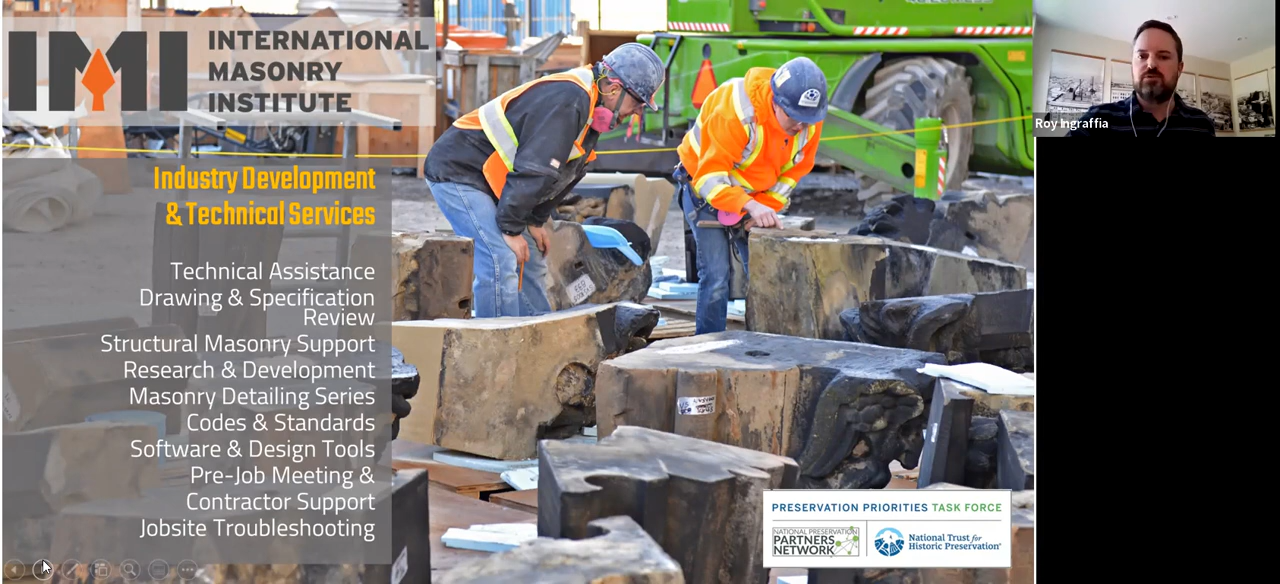 IMI
INTERNATIONAL
MASONRY
INSTITUTE
Industry Development
& Technical Services
Technical Assistance
Drawing & Specification
Review
Structural Masonry Support
Research & Development
Masonry Detailing Series
Codes & Standards
Software & Design Tools
Pre-Job Meeting &
Contractor Support
Jobsite Troubleshooting
PRESERVATION PRIORITIES TASK FORCE
NATIONAL PRESERVATION
PARTNERS
NETWORK
National Trust for
Historic Preservation
Roy Ingraffia